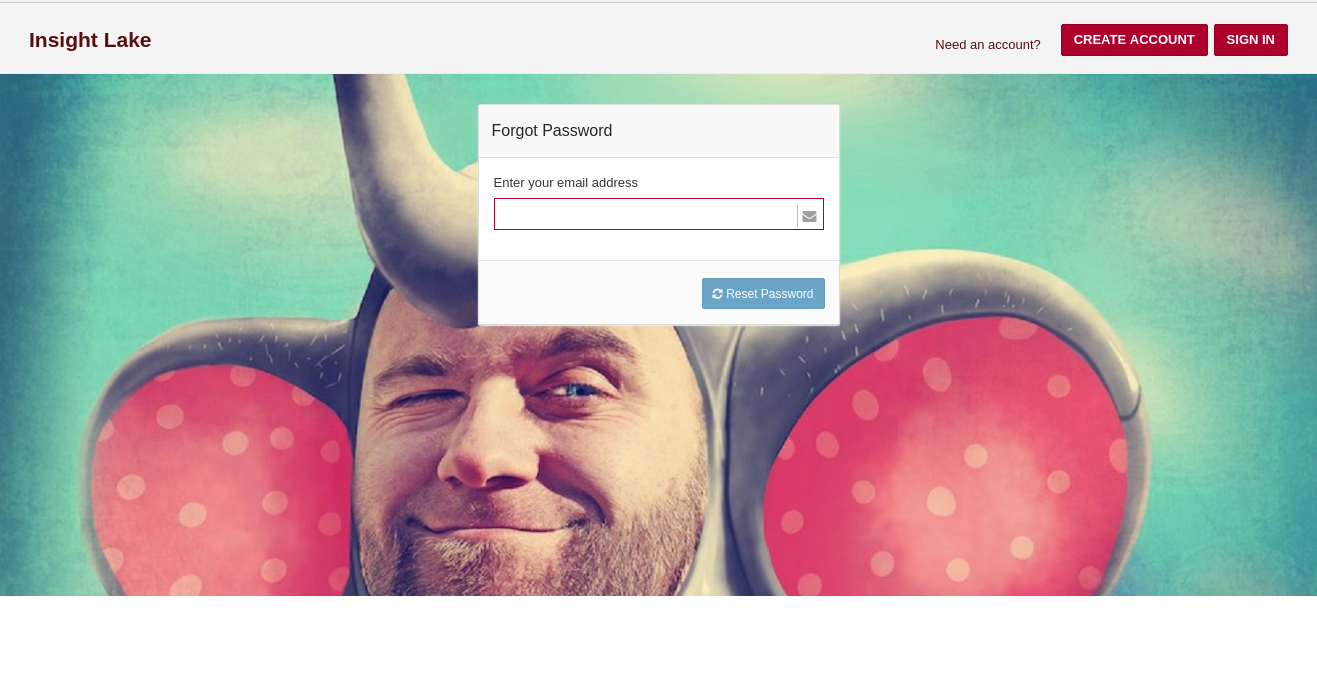 Insight Lake
Need an account?
CREATE ACCOUNT
SIGN IN
Forgot Password
Enter your email address
Reset Password